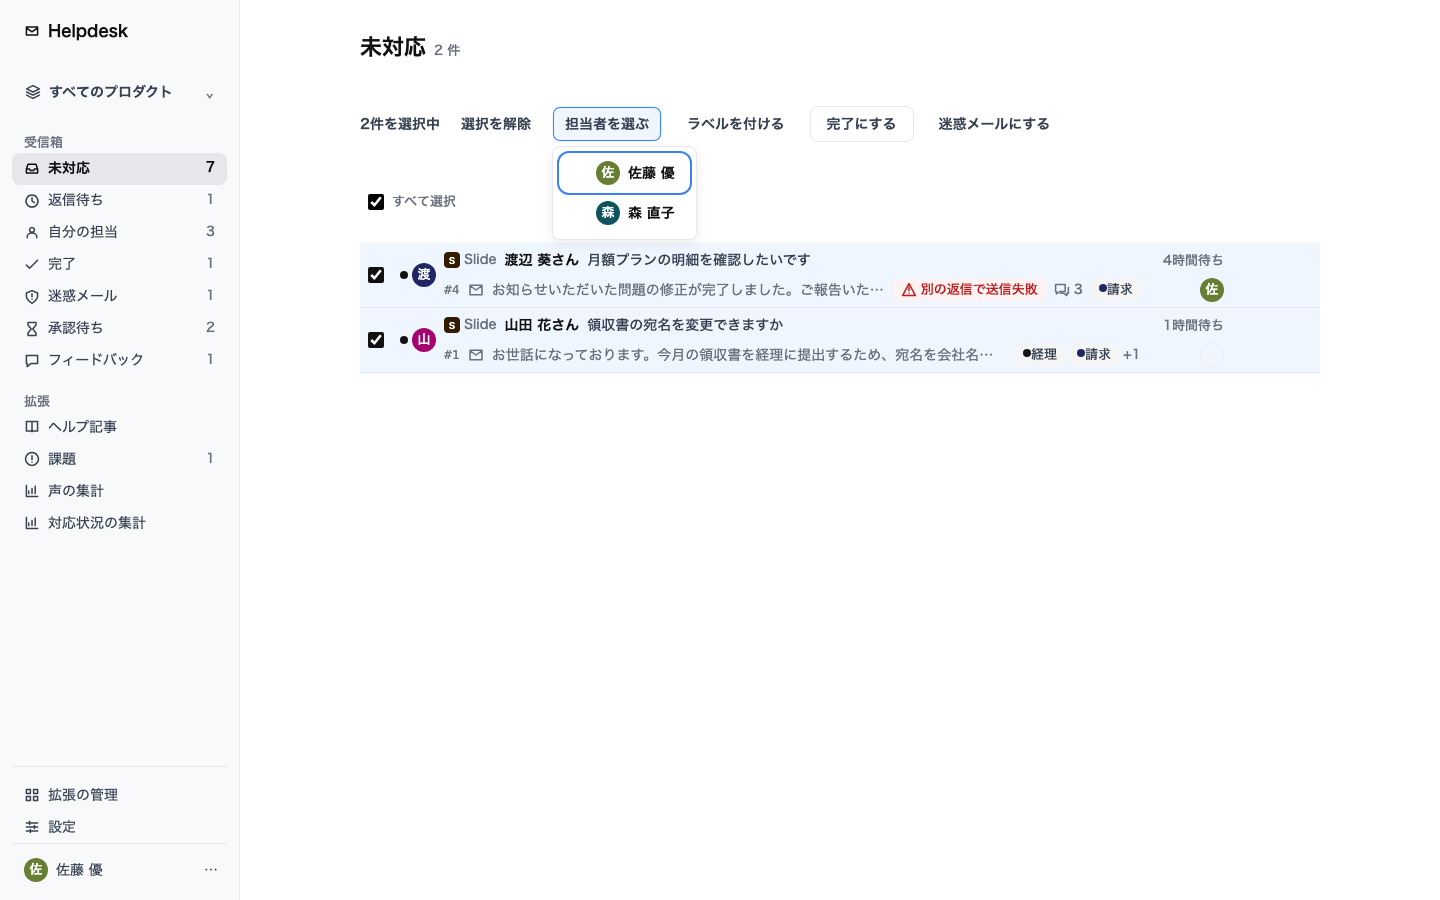 Helpdesk
すべてのプロダクト
受信箱
未対応 7
返信待ち 1
自分の担当 3
完了 1
迷惑メール 1
承認待ち 2
フィードバック 1
拡張
ヘルプ記事
課題 1
声の集計
対応状況の集計
拡張の管理
設定
佐 佐藤 優 …
未対応 2 件
2件を選択中 選択を解除 担当者を選ぶ ラベルを付ける 完了にする 迷惑メールにする
佐 佐藤 優
森 森 直子
すべて選択
渡 S Slide 渡辺 葵さん 月額プランの明細を確認したいです 4時間待ち
#4 お知らせいただいた問題の修正が完了しました。ご報告いた… 別の返信で送信失敗 3 請求 佐
山 S Slide 山田 花さん 領収書の宛名を変更できますか 1時間待ち
#1 お世話になっております。今月の領収書を経理に提出するため、宛名を会社名… 経理 請求 +1